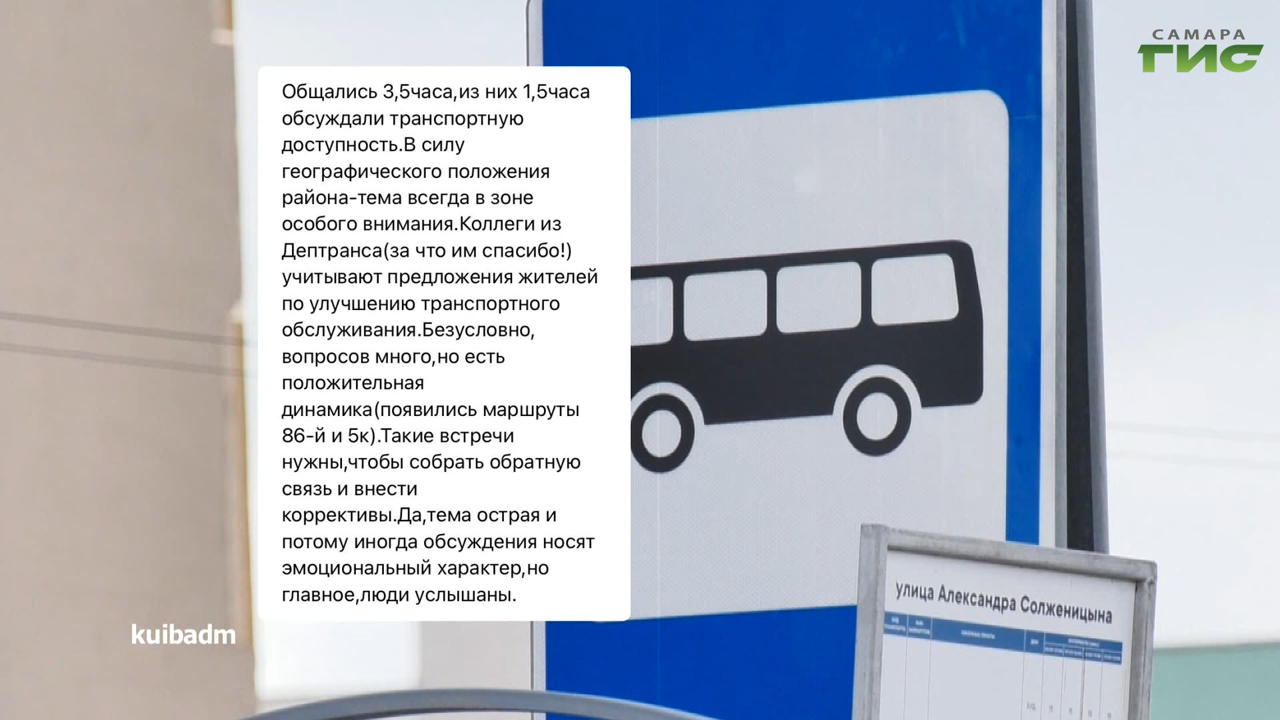 САМАРА
ГИС
Общались 3,5часа,из них 1,5часа
обсуждали транспортную
доступность.В силу
географического положения
района-тема всегда в зоне
особого внимания.Коллеги из
Дептранса(за что им спасибо!)
учитывают предложения жителей
по улучшению транспортного
обслуживания.Безусловно,
вопросов много,но есть
положительная
динамика(появились маршруты
86-й и 5к).Такие встречи
нужны,чтобы собрать обратную
связь и внести
коррективы.Да,тема острая и
потому иногда обсуждения носят
эмоциональный характер,но
главное,люди услышаны.
kuibadm
улица Александра Солженицына